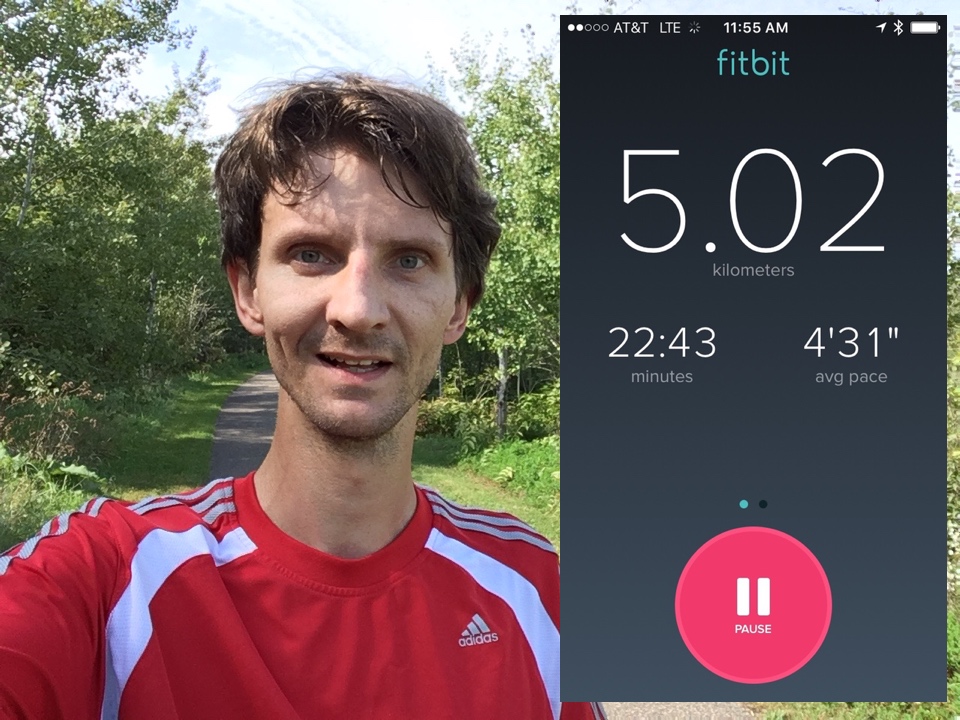 AT&T LTE 11:55 AM
fitbit
5.02
kilometers
22:43 4'31"
minutes avg pace
PAUSE
adidas